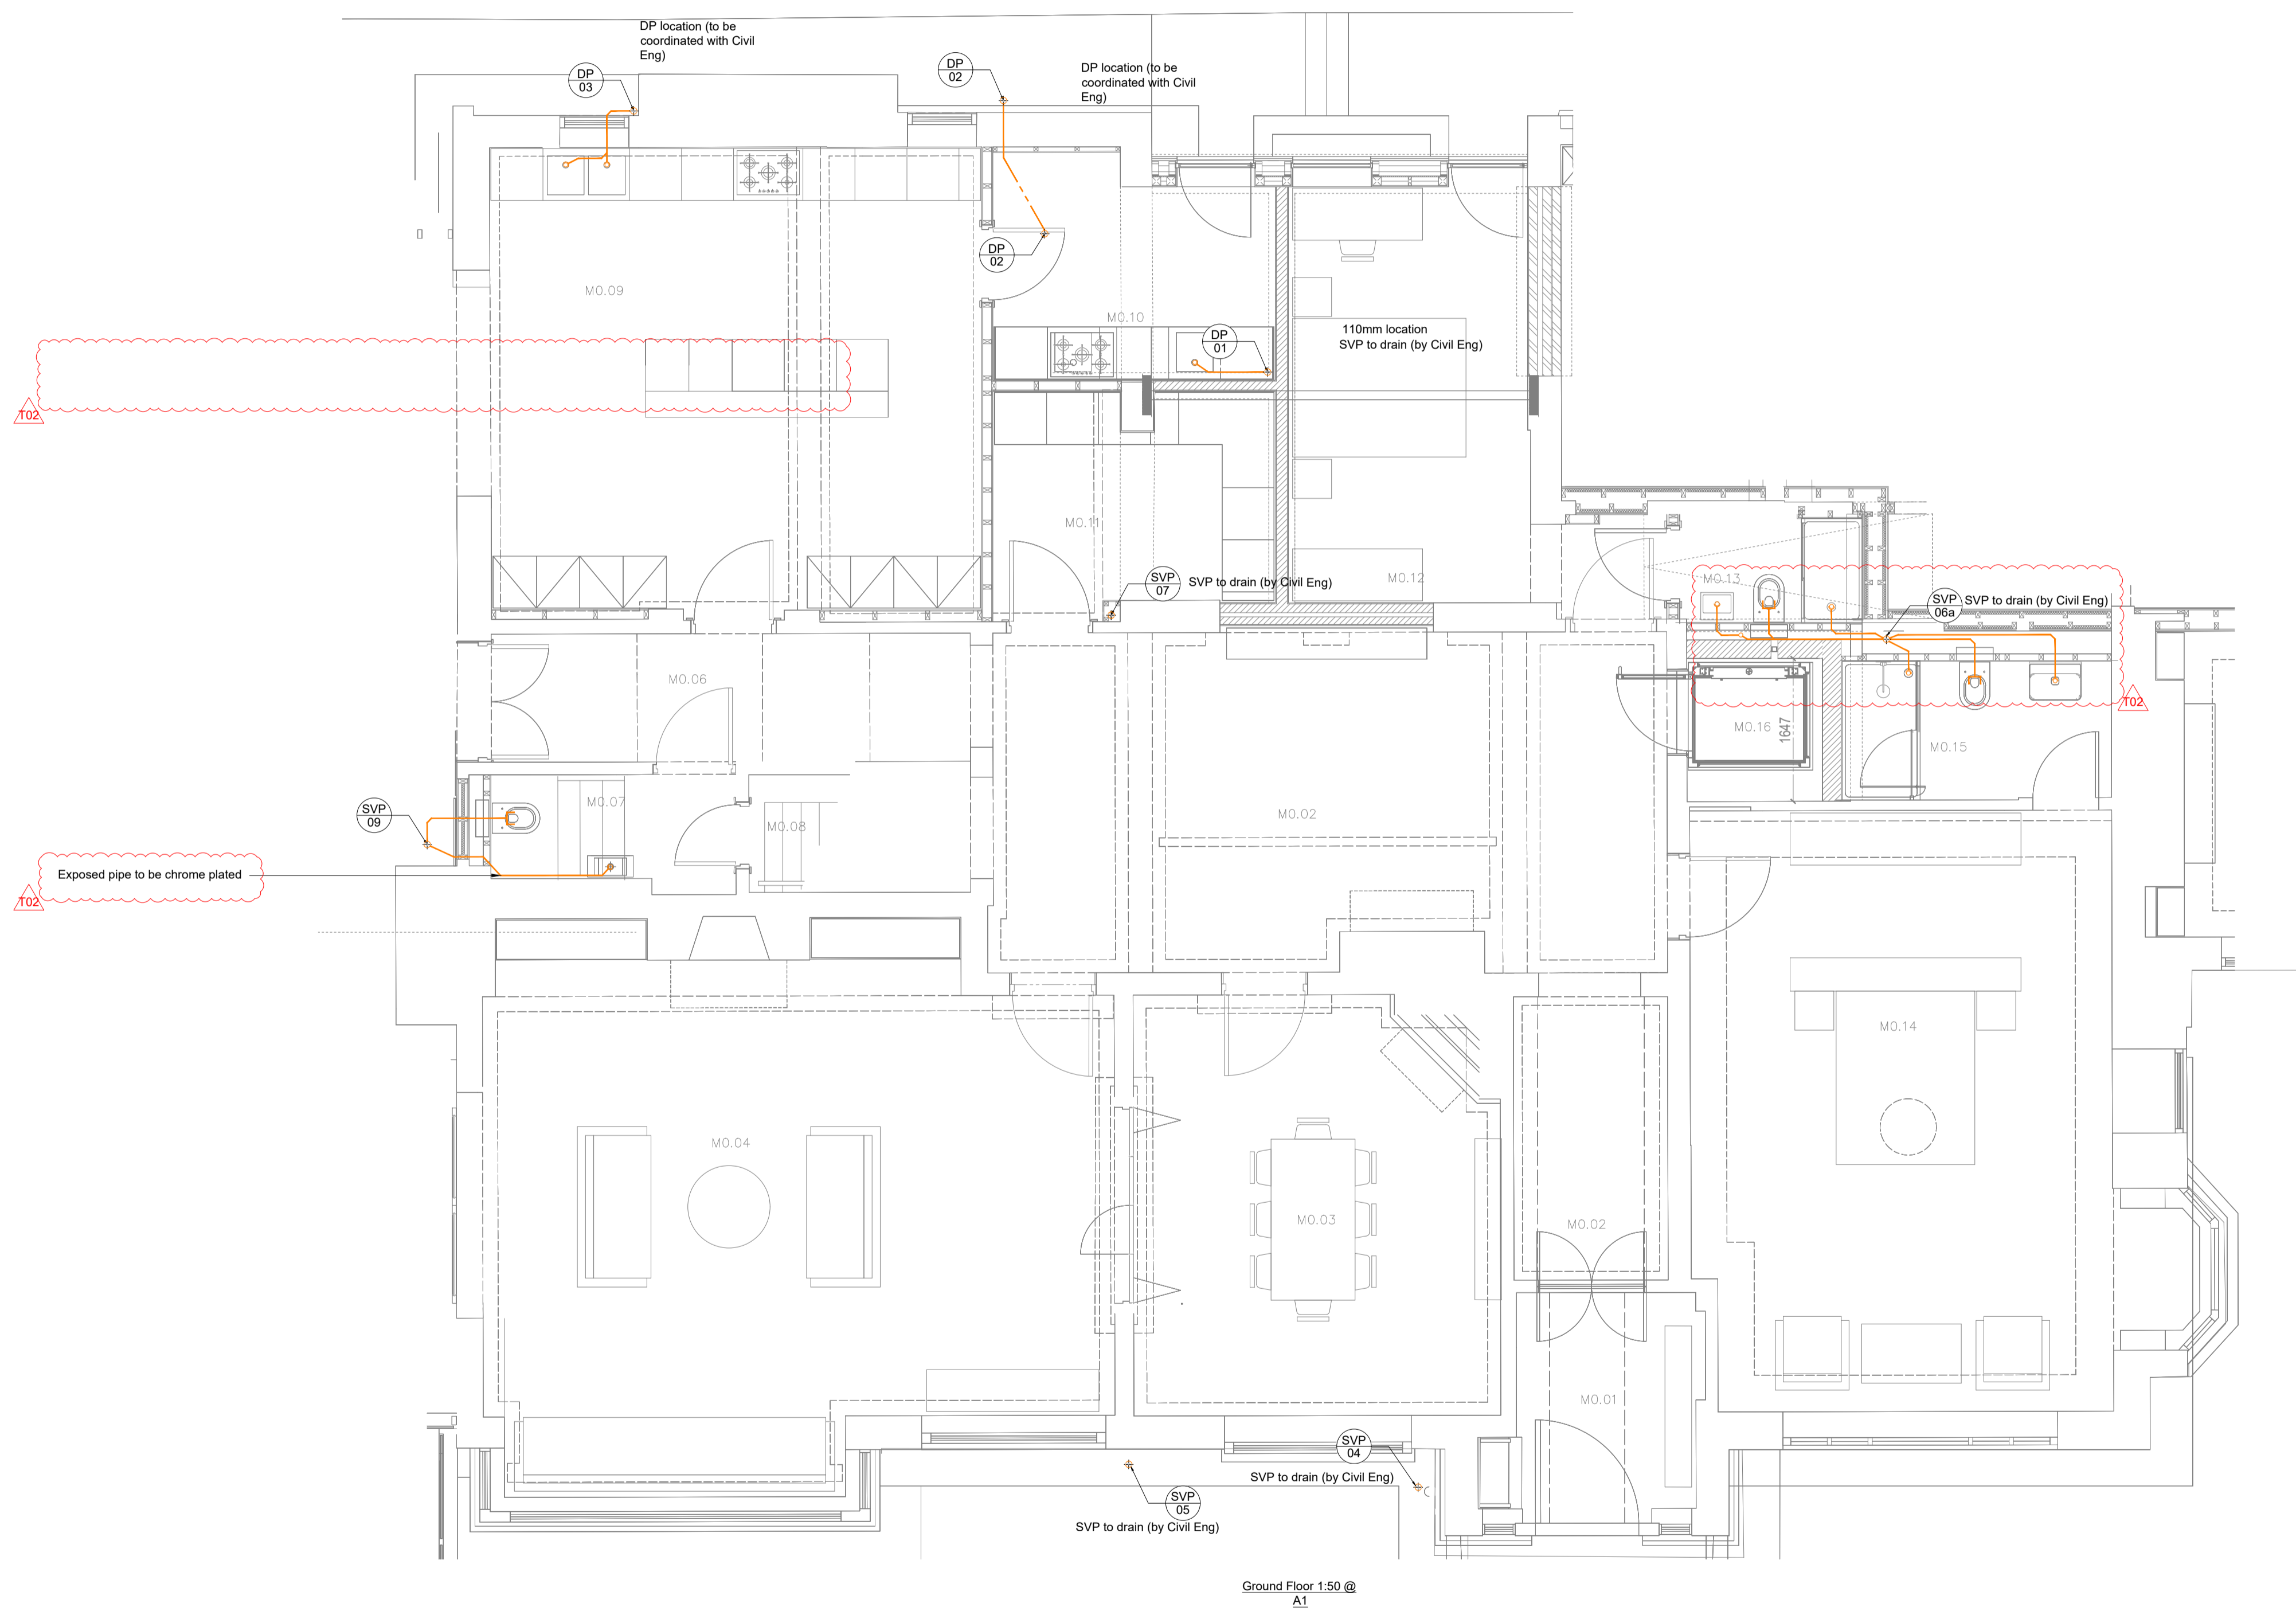 DP location (to be
coordinated with Civil
Eng)
DP
03
DP
02
DP location (to be
coordinated with Civil
Eng)
DP
02
M0.09
M0.10
DP
01
110mm location
SVP to drain (by Civil Eng)
T02
M0.11
SVP
07
SVP to drain (by Civil Eng)
M0.12
M0.13
SVP
06a
SVP to drain (by Civil Eng)
M0.06
T02
M0.16
1647
M0.15
M0.07
SVP
09
M0.08
M0.02
Exposed pipe to be chrome plated
T02
M0.14
M0.04
M0.03
M0.02
M0.01
SVP
04
SVP to drain (by Civil Eng)
SVP
05
SVP to drain (by Civil Eng)
Ground Floor 1:50 @
A1